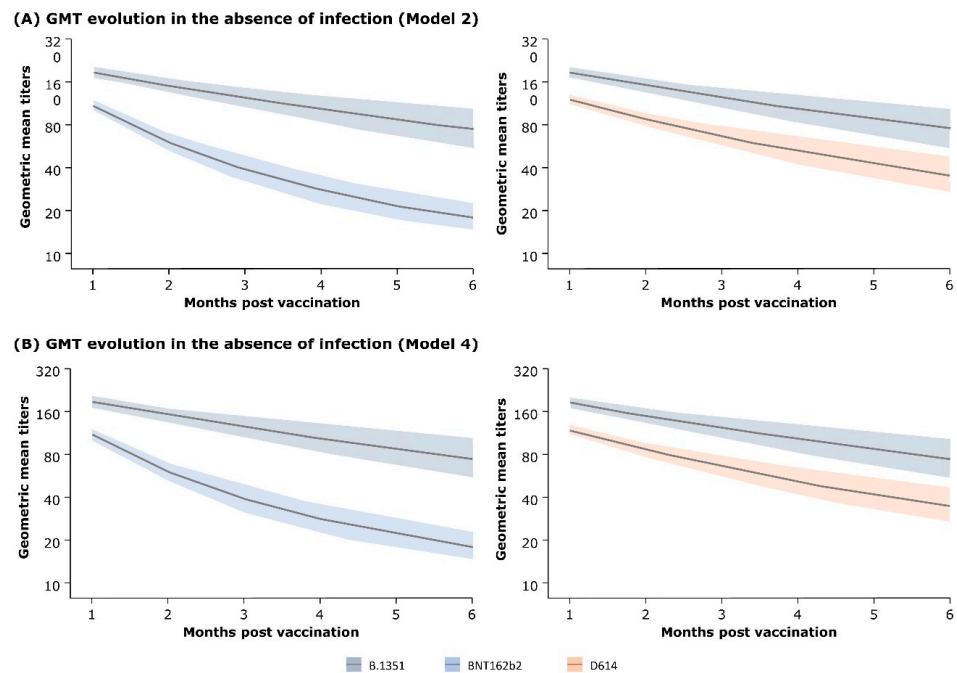 (A) GMT evolution in the absence of infection (Model 2)
Geometric mean titers
32
0
16
0
80
40
20
10
1 2 3 4 5 6
Months post vaccination
Geometric mean titers
32
0
16
0
80
40
20
10
1 2 3 4 5 6
Months post vaccination
(B) GMT evolution in the absence of infection (Model 4)
Geometric mean titers
320
160
80
40
20
10
1 2 3 4 5 6
Months post vaccination
Geometric mean titers
320
160
80
40
20
10
1 2 3 4 5 6
Months post vaccination
B.1351 BNT162b2 D614